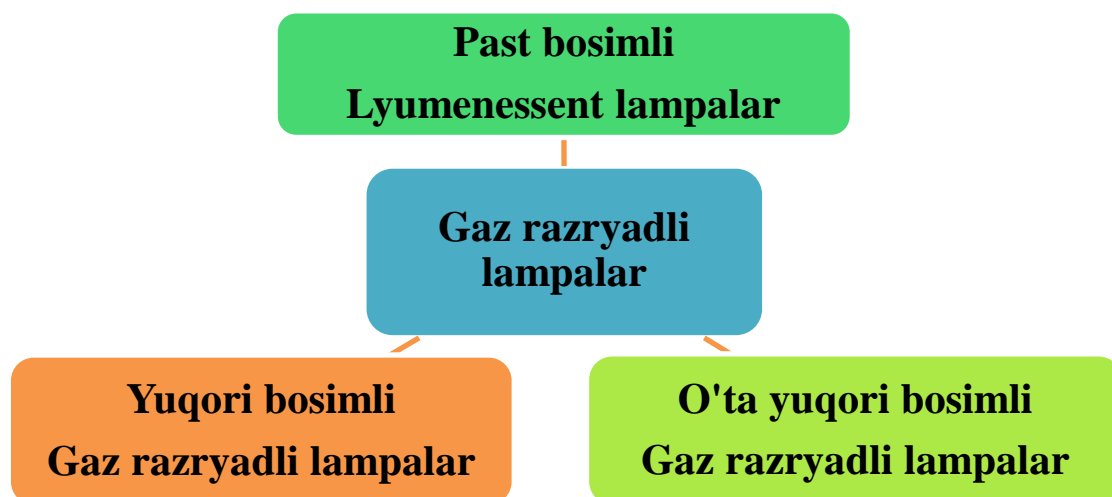 Past bosimli
Lyumenessent lampalar
Gaz razryadli
lampalar
Yuqori bosimli
Gaz razryadli lampalar
O'ta yuqori bosimli
Gaz razryadli lampalar